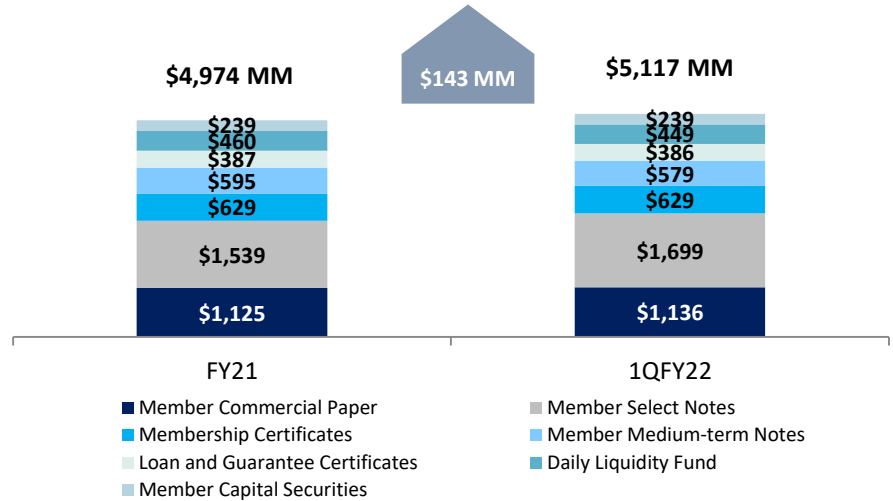 $4,974 MM
$143 MM
$5,117 MM
$239
$460
$387
$595
$629
$1,539
$1,125
$239
$449
$386
$579
$629
$1,699
$1,136
FY21
1QFY22
Member Commercial Paper
Member Select Notes
Membership Certificates
Member Medium-term Notes
Loan and Guarantee Certificates
Daily Liquidity Fund
Member Capital Securities